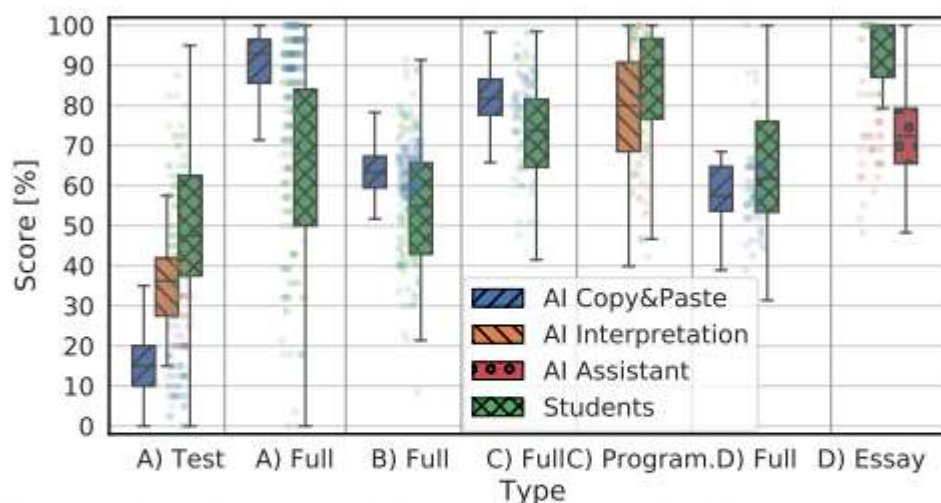 100
90
80
70
60
50
40
30
20
10
0
Score [%]
AI Copy&Paste
AI Interpretation
AI Assistant
Students
A) Test A) Full B) Full C) Full C) Program. D) Full D) Essay
Type